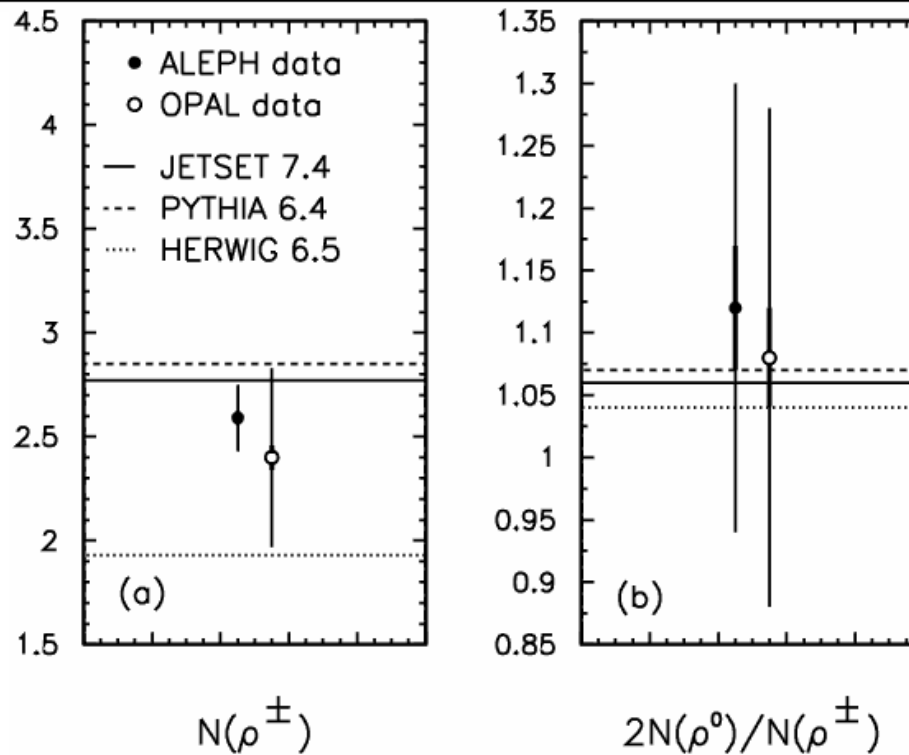 4.5
4
3.5
3
2.5
2
1.5
ALEPH data
OPAL data
JETSET 7.4
PYTHIA 6.4
HERWIG 6.5
(a)
N(ρ±)
1.35
1.3
1.25
1.2
1.15
1.1
1.05
1
0.95
0.9
0.85
(b)
2N(ρ⁰)/N(ρ±)